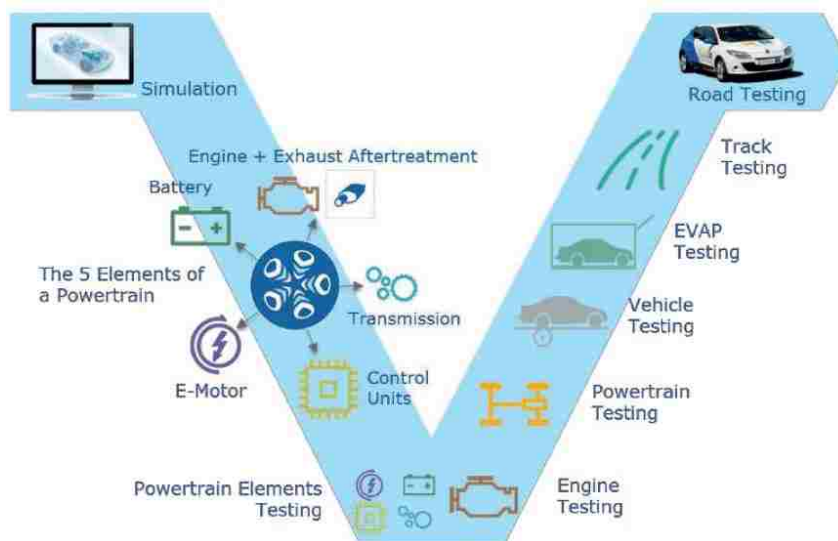 Simulation
Road Testing
Engine + Exhaust Aftertreatment
Battery
The 5 Elements of
a Powertrain
Transmission
E-Motor
Control
Units
Powertrain Elements
Testing
Engine
Testing
Powertrain
Testing
Vehicle
Testing
EVAP
Testing
Track
Testing